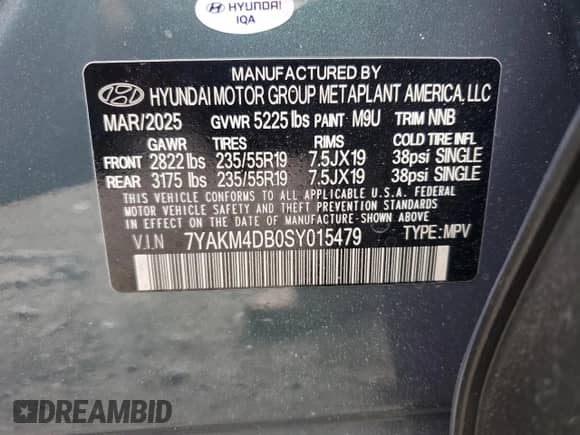 HYUNDAI
IQA
MANUFACTURED BY
HYUNDAI MOTOR GROUP METAPLANT AMERICA, LLC
MAR/2025 GVWR 5225 lbs PAINT M9U TRIM NNB
GAWR TIRES RIMS COLD TIRE INFL
FRONT 2822 lbs 235/55R19 7.5JX19 38psi SINGLE
REAR 3175 lbs 235/55R19 7.5JX19 38psi SINGLE
THIS VEHICLE CONFORMS TO ALL APPLICABLE U.S.A. FEDERAL
MOTOR VEHICLE SAFETY AND THEFT PREVENTION STANDARDS
IN EFFECT ON THE DATE OF MANUFACTURE SHOWN ABOVE.
V.I.N 7YAKM4DB0SY015479 TYPE: MPV
DREAMBID